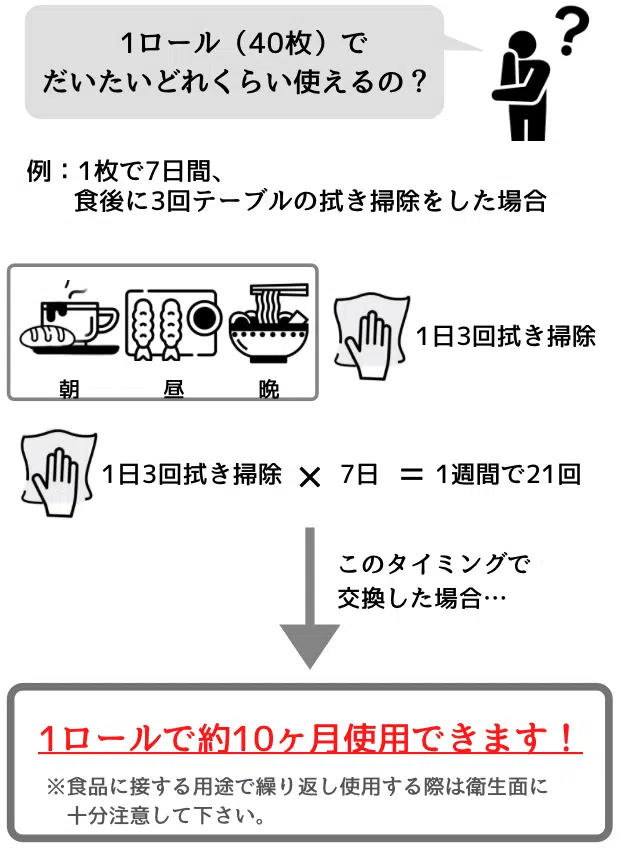 1ロール（40枚）で
だいたいどれくらい使えるの？
例：1枚で7日間、
食後に3回テーブルの拭き掃除をした場合
朝 昼 晩
1日3回拭き掃除
1日3回拭き掃除 × 7日 ＝ 1週間で21回
このタイミングで
交換した場合…
1ロールで約10ヶ月使用できます！
※食品に接する用途で繰り返し使用する際は衛生面に
十分注意して下さい。